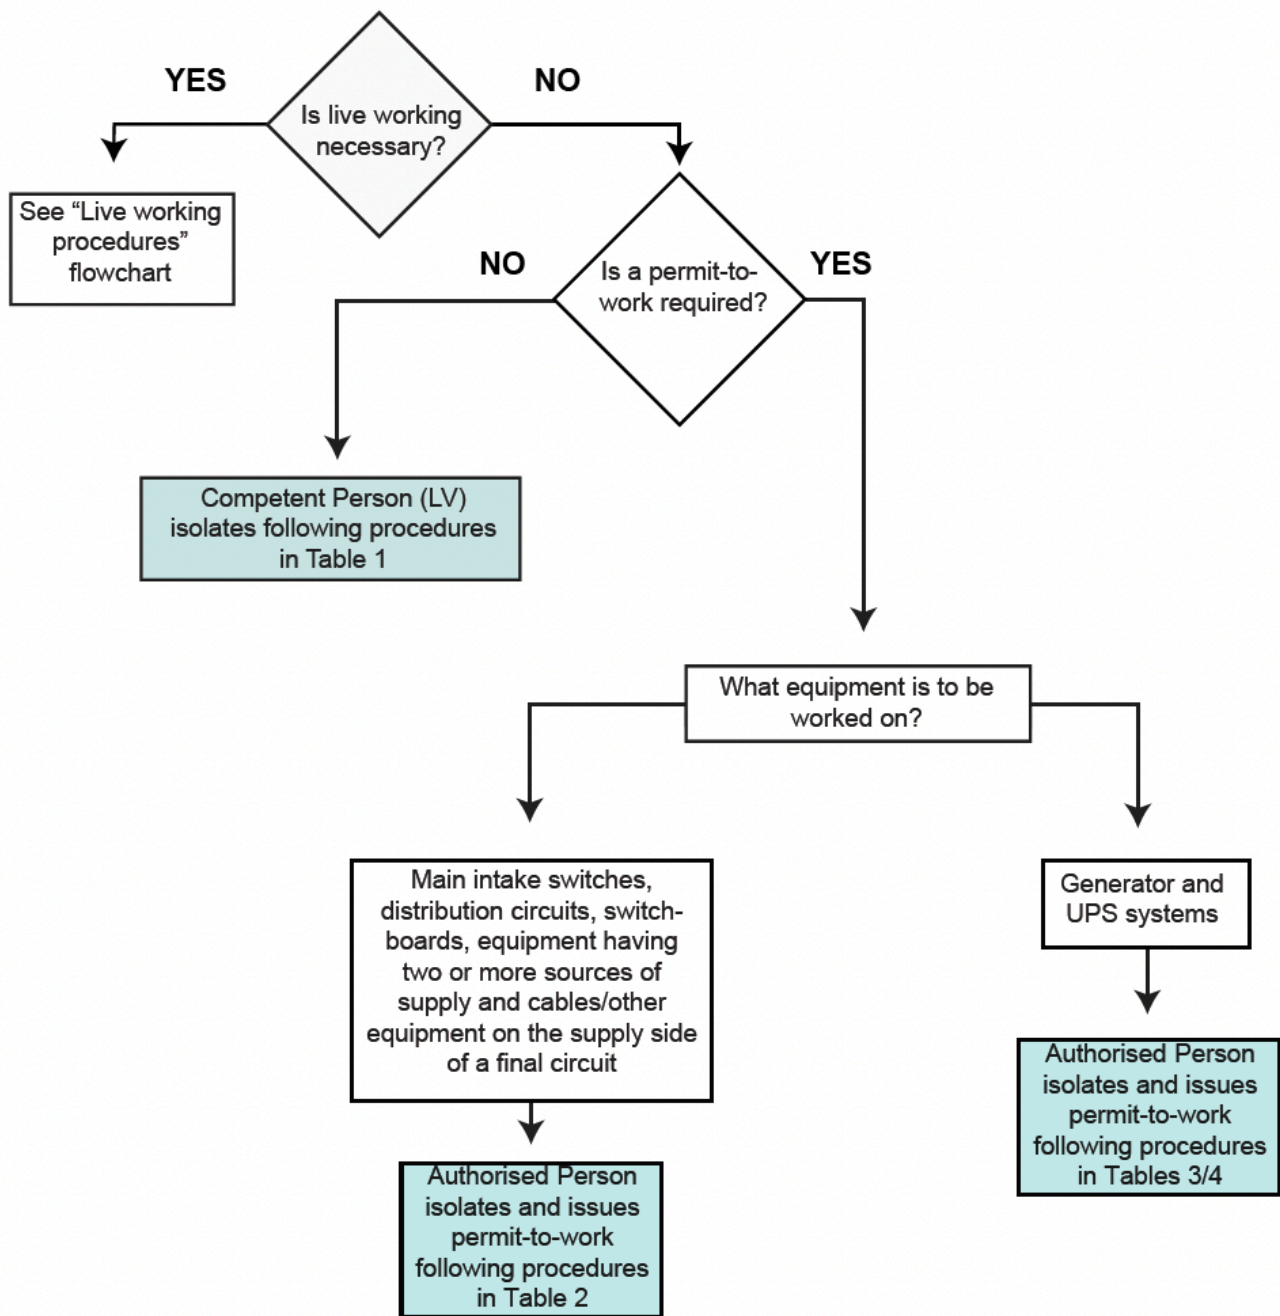 YES
NO
Is live working
necessary?
See “Live working
procedures”
flowchart
NO
YES
Is a permit-to-
work required?
Competent Person (LV)
isolates following procedures
in Table 1
What equipment is to be
worked on?
Main intake switches,
distribution circuits, switch-
boards, equipment having
two or more sources of
supply and cables/other
equipment on the supply side
of a final circuit
Generator and
UPS systems
Authorised Person
isolates and issues
permit-to-work
following procedures
in Tables 3/4
Authorised Person
isolates and issues
permit-to-work
following procedures
in Table 2